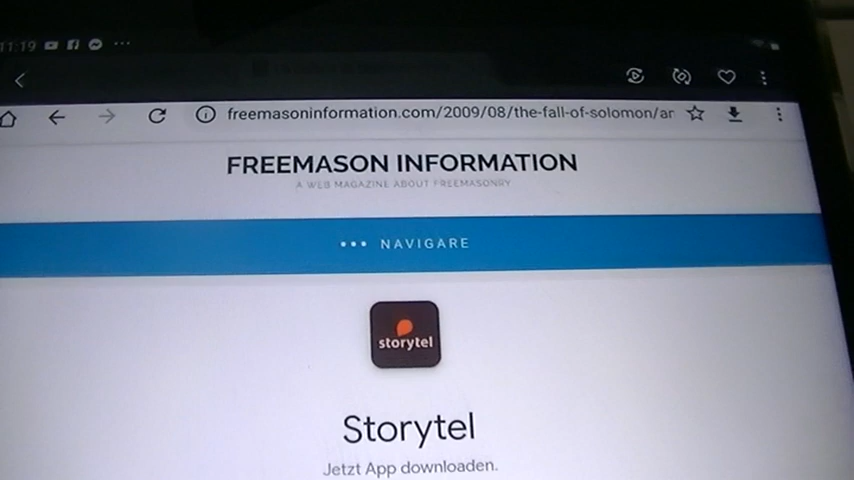 11:19
freemasoninformation.com/2009/08/the-fall-of-solomon/ar
FREEMASON INFORMATION
A WEB MAGAZINE ABOUT FREEMASONRY
••• NAVIGARE
storytel
Storytel
Jetzt App downloaden.